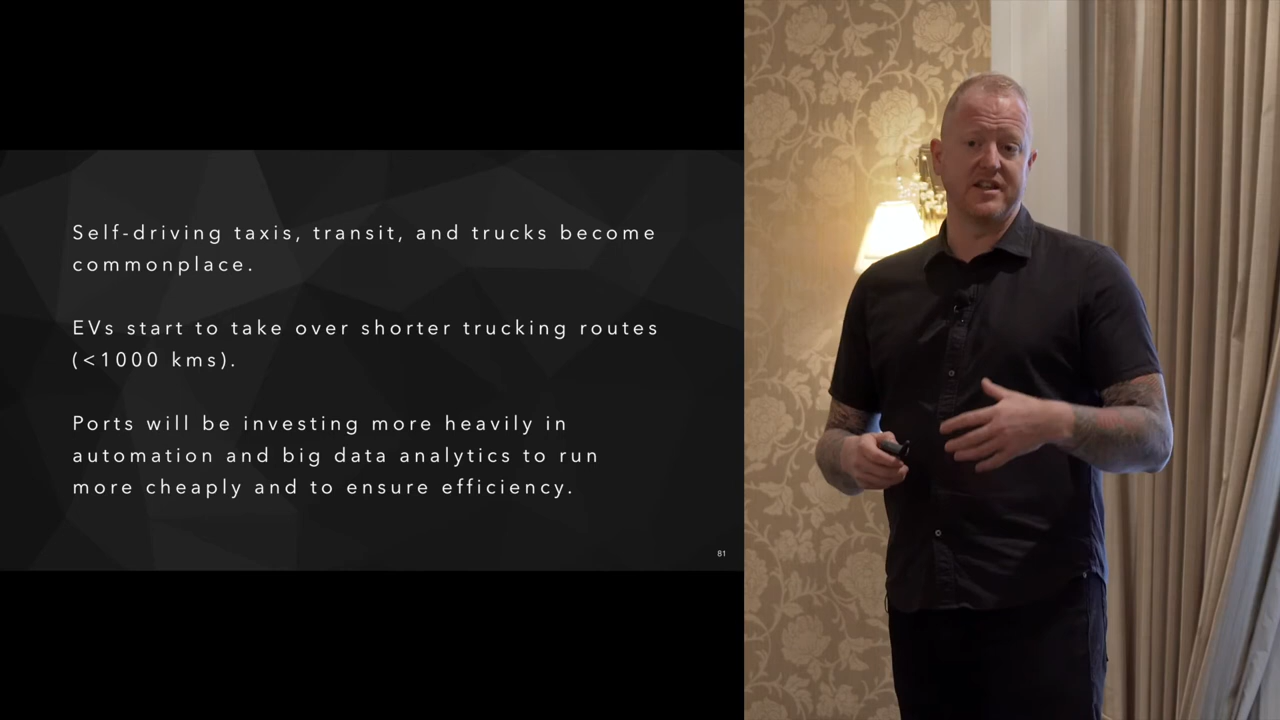 Self-driving taxis, transit, and trucks become
commonplace.
EVs start to take over shorter trucking routes
(<1000 kms).
Ports will be investing more heavily in
automation and big data analytics to run
more cheaply and to ensure efficiency.
81